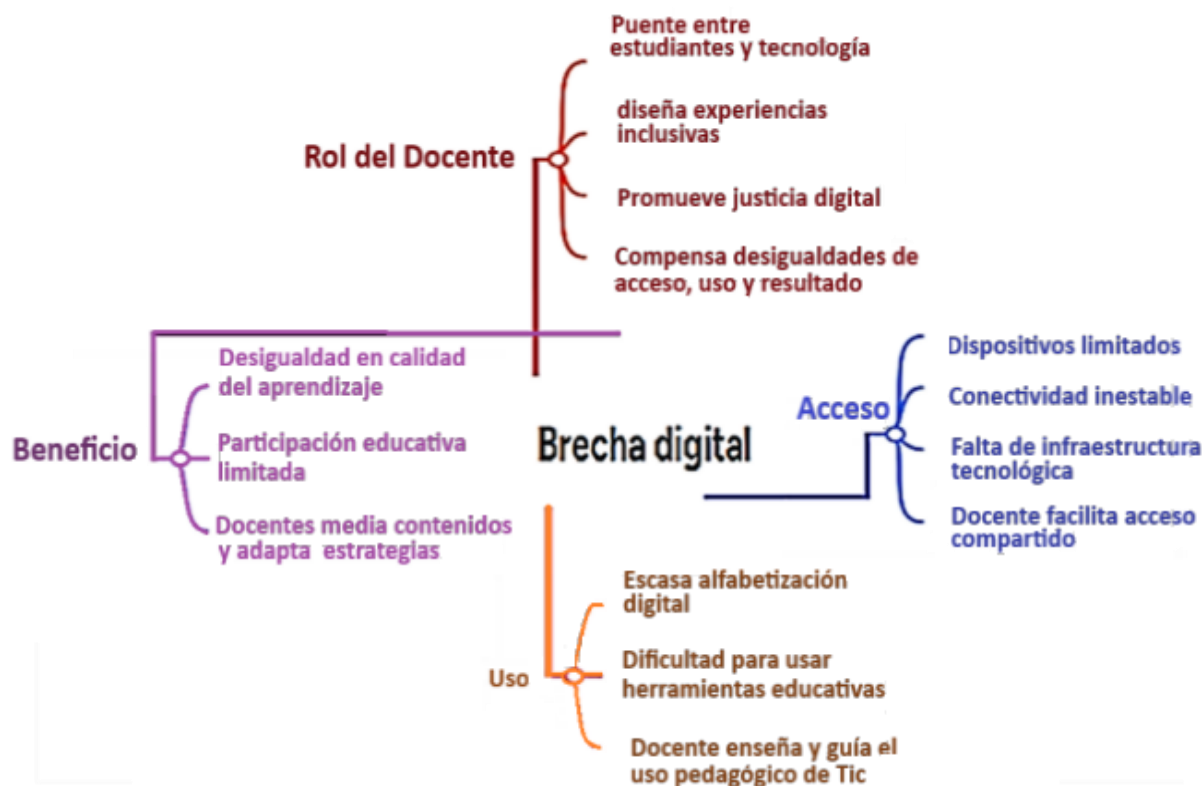 Puente entre
estudiantes y tecnología
diseña experiencias
inclusivas
Rol del Docente
Promueve justicia digital
Compensa desigualdades de
acceso, uso y resultado
Desigualdad en calidad
del aprendizaje
Beneficio
Participación educativa
limitada
Docentes media contenidos
y adapta estrategias
Brecha digital
Acceso
Dispositivos limitados
Conectividad inestable
Falta de infraestructura
tecnológica
Docente facilita acceso
compartido
Escasa alfabetización
digital
Uso
Dificultad para usar
herramientas educativas
Docente enseña y guía el
uso pedagógico de Tic